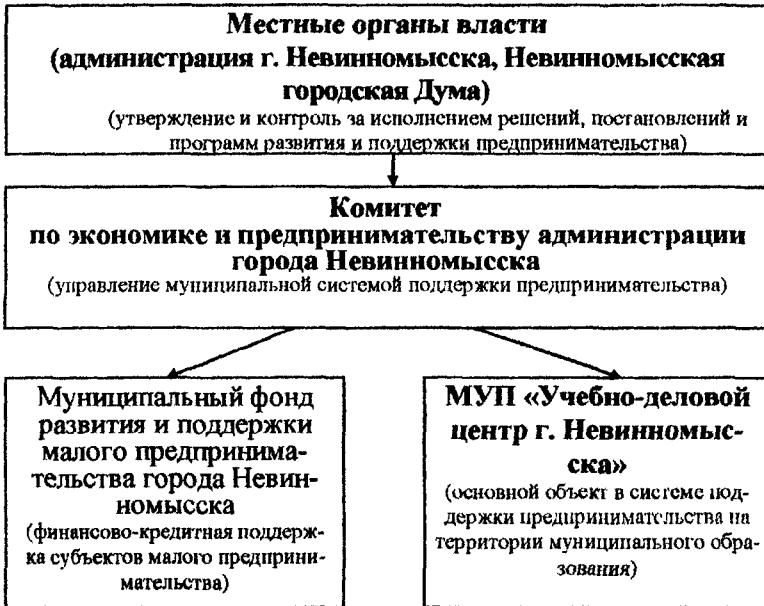 Местные органы власти
(администрация г. Невинномысска, Невинномысская
городская Дума)
(утверждение и контроль за исполнением решений, постановлений и
программ развития и поддержки предпринимательства)
Комитет
по экономике и предпринимательству администрации
города Невинномысска
(управление муниципальной системой поддержки предпринимательства)
Муниципальный фонд
развития и поддержки
малого предпринима-
тельства города Невин-
номысска
(финансово-кредитная поддерж-
ка субъектов малого предприни-
мательства)
МУП «Учебно-деловой
центр г. Невинномыс-
ска»
(основной объект в системе под-
держки предпринимательства на
территории муниципального обра-
зования)